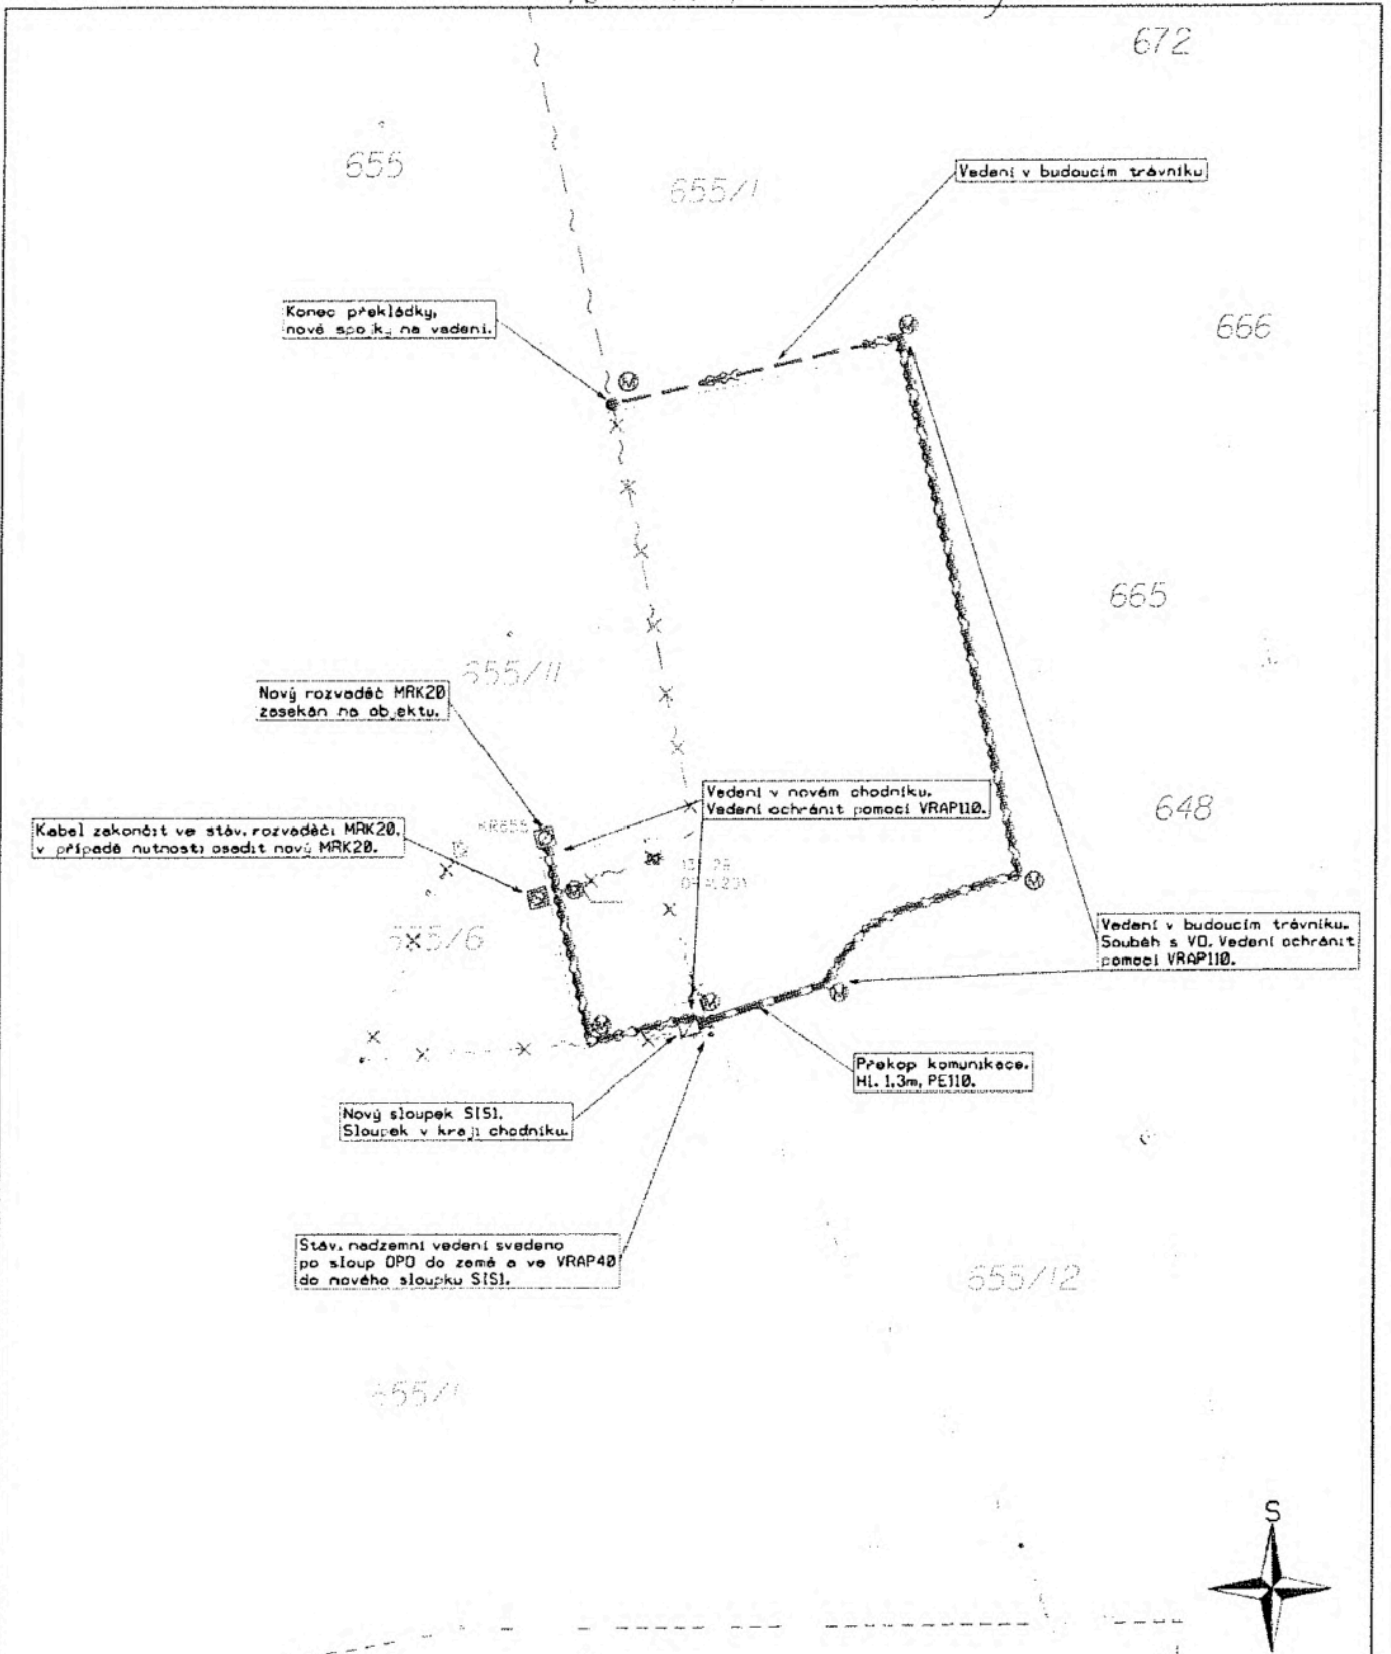 672
655
655/1
Vedení v budoucím trávníku
Konec překládky,
nové spojky na vedení.
666
665
655/11
Nový rozvaděč MRK20
zasekán na objektu.
Vedení v novém chodníku.
Vedení ochránit pomocí VRAP110.
648
KR655
Kabel zakončit ve stáv. rozváděči MRK20.
v případě nutnosti osadit nový MRK20.
M
M
M
M
M
M
M
Vedení v budoucím trávníku.
Souběh s VO. Vedení ochránit
pomocí VRAP110.
Překop komunikace.
Hl. 1.3m, PE110.
Nový sloupek SIS1.
Sloupek v kraji chodníku.
Stáv. nadzemní vedení svedeno
po sloup OPD do země a ve VRAP40
do nového sloupku SIS1.
655/12
S